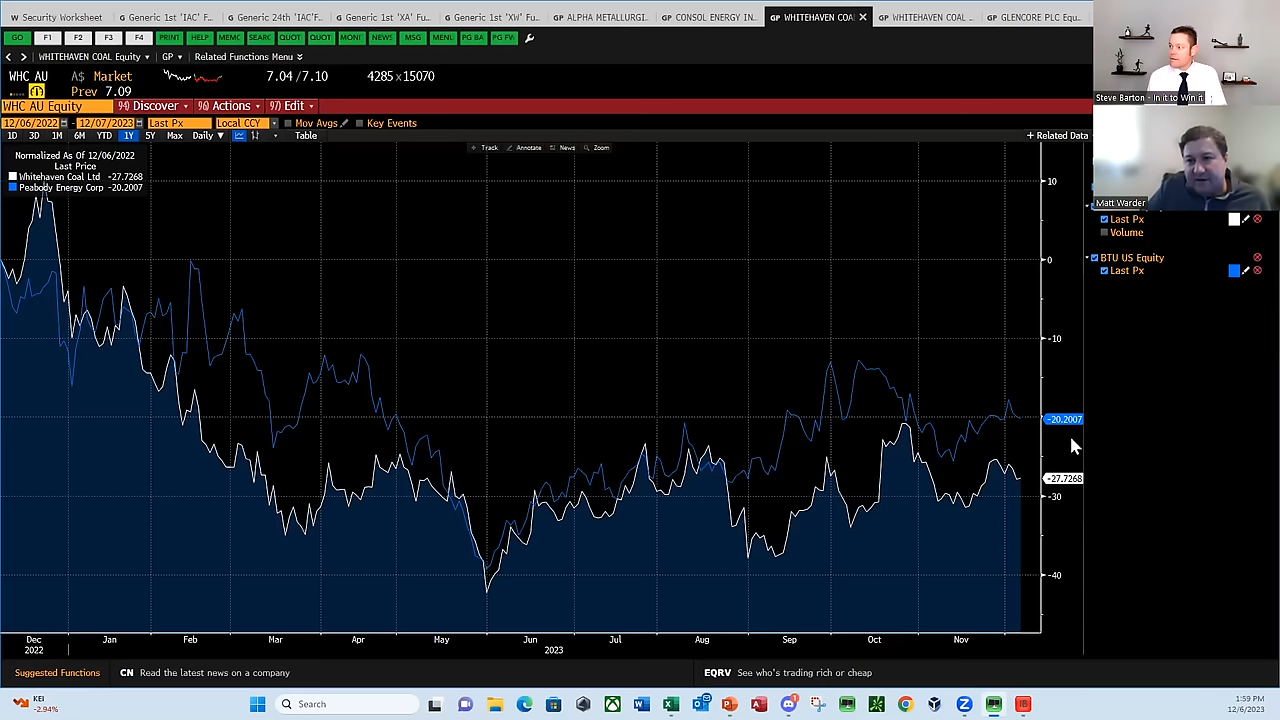 W Security Worksheet
G Generic 1st 'IAC' F...
G Generic 24th 'IAC'F...
G Generic 1st 'XA' Fu...
G Generic 1st 'XW' Fu...
GP ALPHA METALLURGI...
GP CONSOL ENERGY IN...
GP WHITEHAVEN COA
GP WHITEHAVEN COAL ...
GP GLENCORE PLC Equ...
GO F1 F2 F3 F4 PRINT HELP MEMC SEARC QUOT QUOT MONI NEWS MSG MENU PG BA PG FW
WHITEHAVEN COAL Equity GP Related Functions Menu
WHC AU A$ Market 7.04/7.10 4285x15070
Prev 7.09
WHC AU Equity 94) Discover 96) Actions 97) Edit
12/06/2022 - 12/07/2023 Last Px Local CCY Mov Avgs Key Events
1D 3D 1M 6M YTD 1Y 5Y Max Daily Table + Related Data
Track Annotate News Zoom
Normalized As Of 12/06/2022
Last Price
Whitehaven Coal Ltd -27.7268
Peabody Energy Corp -20.2007
10
0
-10
-20.2007
-27.7268
-30
-40
Dec Jan Feb Mar Apr May Jun Jul Aug Sep Oct Nov
2022 2023
Steve Barton - In it to Win it
Matt Warder
Last Px
Volume
BTU US Equity
Last Px
Suggested Functions CN Read the latest news on a company EQRV See who's trading rich or cheap
KEI
-2.94%
Search
1:59 PM
12/6/2023